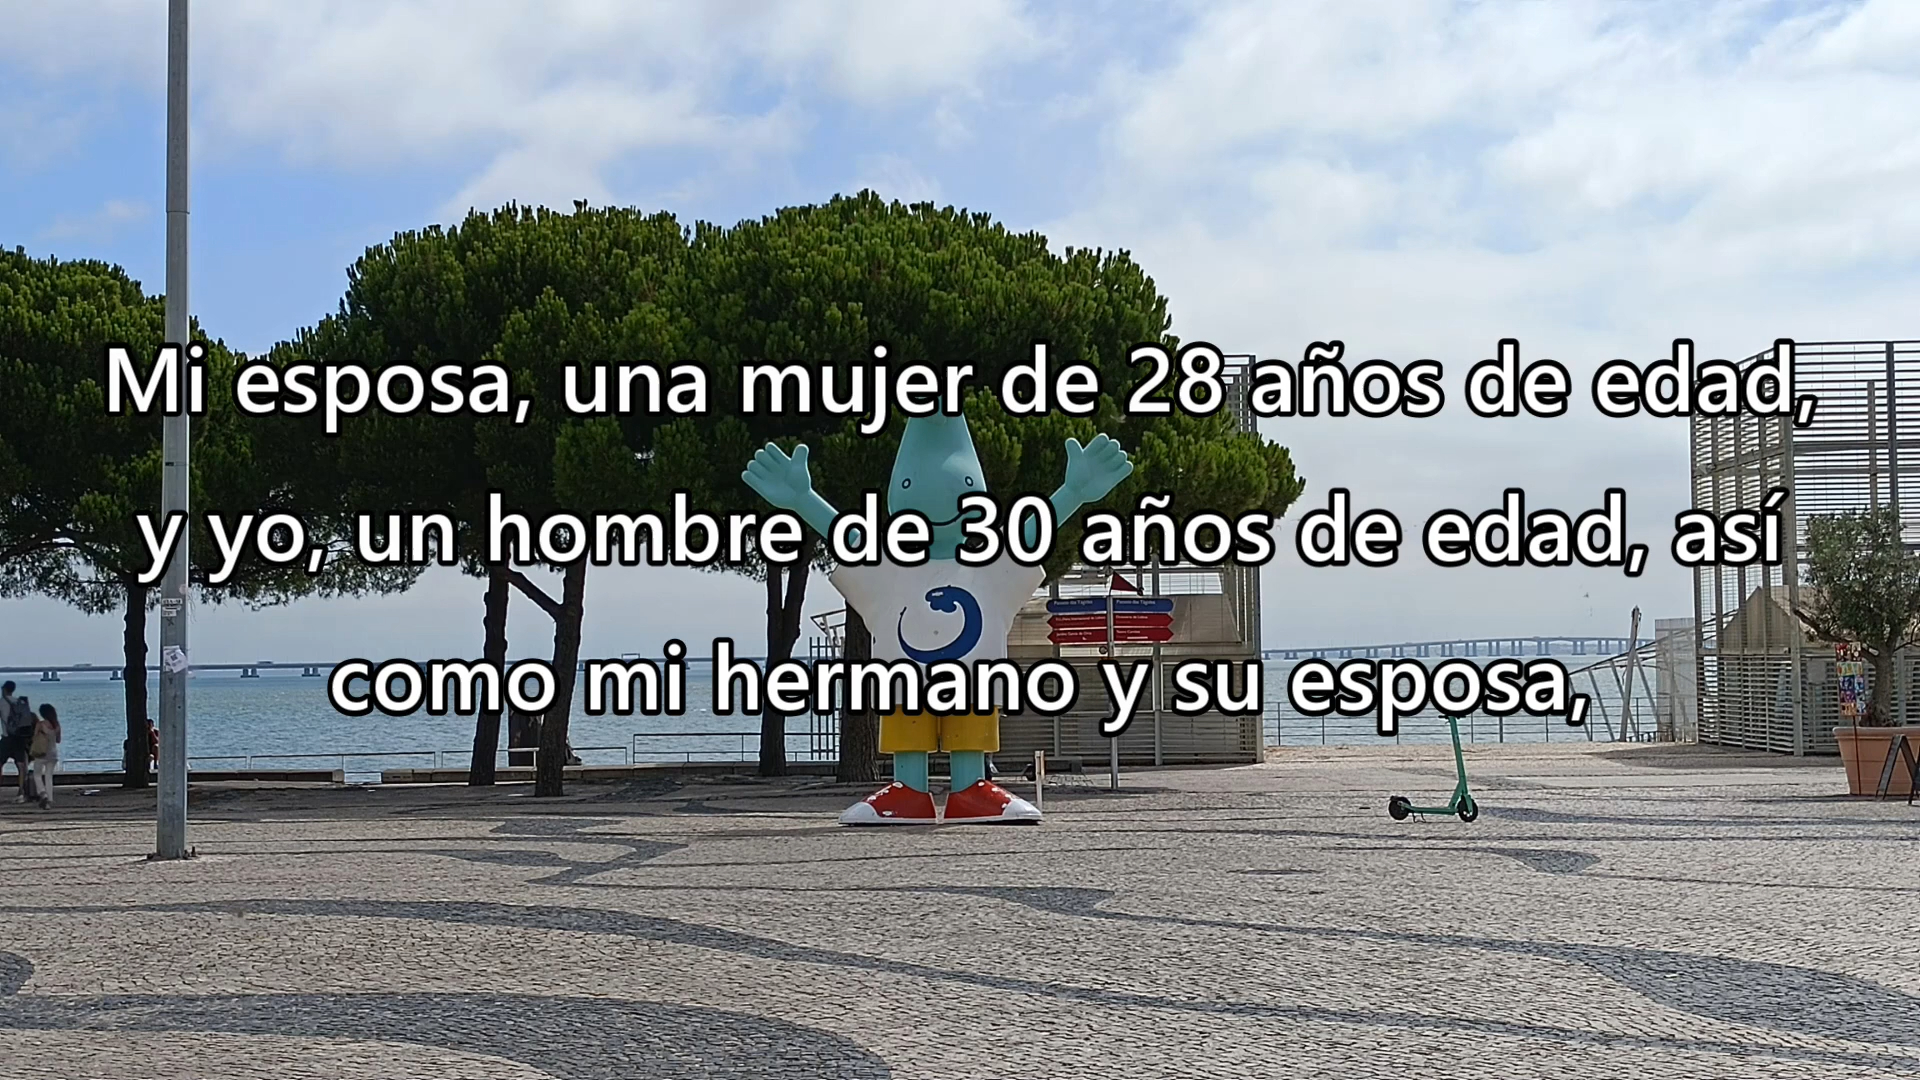 Mi esposa, una mujer de 28 años de edad,
y yo, un hombre de 30 años de edad, así
como mi hermano y su esposa,